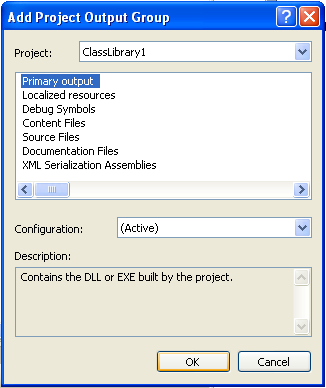 Add Project Output Group
Project: ClassLibrary1
Primary output
Localized resources
Debug Symbols
Content Files
Source Files
Documentation Files
XML Serialization Assemblies
Configuration: (Active)
Description:
Contains the DLL or EXE built by the project.
OK Cancel